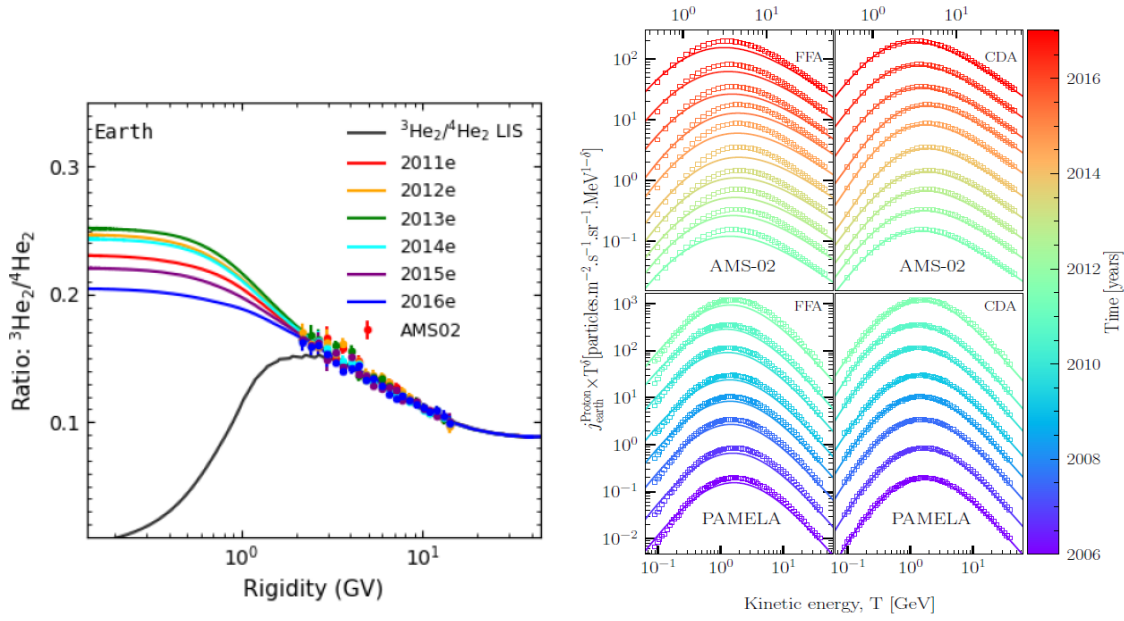 Earth
³He₂/⁴He₂ LIS
2011e
2012e
2013e
2014e
2015e
2016e
AMS02
0.3
0.2
0.1
Ratio: ³He₂/⁴He₂
10⁰
10¹
Rigidity (GV)
10⁰
10¹
10⁰
10¹
FFA
CDA
10²
10¹
10⁰
10⁻¹
AMS-02
AMS-02
FFA
CDA
10³
10²
10¹
10⁰
10⁻¹
10⁻²
PAMELA
PAMELA
j_earth^Proton × T^δ [particles.m⁻².s⁻¹.sr⁻¹.MeV^1−δ]
10⁻¹
10⁰
10¹
10⁻¹
10⁰
10¹
Kinetic energy, T [GeV]
2016
2014
2012
2010
2008
2006
Time [years]